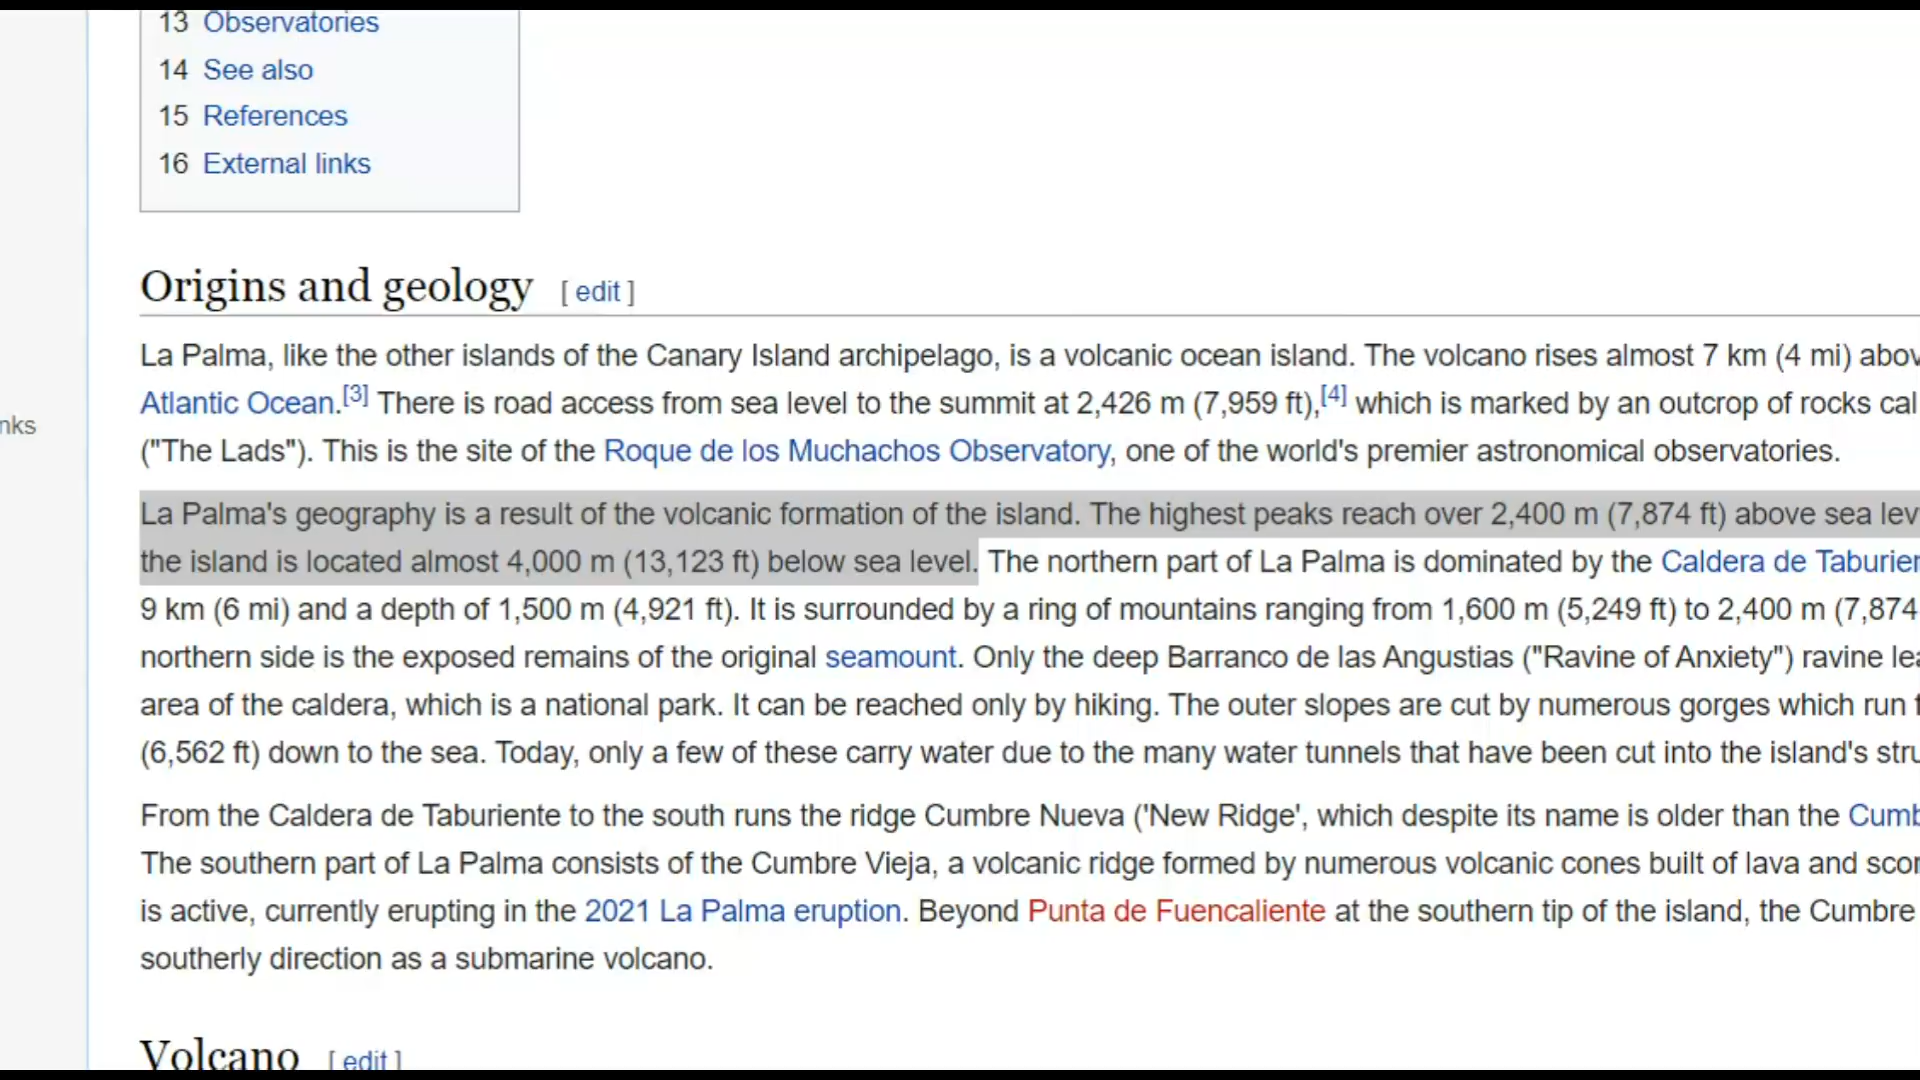 13 Observatories
14 See also
15 References
16 External links
Origins and geology [ edit ]
La Palma, like the other islands of the Canary Island archipelago, is a volcanic ocean island. The volcano rises almost 7 km (4 mi) abov
Atlantic Ocean.[3] There is road access from sea level to the summit at 2,426 m (7,959 ft),[4] which is marked by an outcrop of rocks cal
nks
("The Lads"). This is the site of the Roque de los Muchachos Observatory, one of the world's premier astronomical observatories.
La Palma's geography is a result of the volcanic formation of the island. The highest peaks reach over 2,400 m (7,874 ft) above sea lev
the island is located almost 4,000 m (13,123 ft) below sea level. The northern part of La Palma is dominated by the Caldera de Taburier
9 km (6 mi) and a depth of 1,500 m (4,921 ft). It is surrounded by a ring of mountains ranging from 1,600 m (5,249 ft) to 2,400 m (7,874
northern side is the exposed remains of the original seamount. Only the deep Barranco de las Angustias ("Ravine of Anxiety") ravine lea
area of the caldera, which is a national park. It can be reached only by hiking. The outer slopes are cut by numerous gorges which run f
(6,562 ft) down to the sea. Today, only a few of these carry water due to the many water tunnels that have been cut into the island's stru
From the Caldera de Taburiente to the south runs the ridge Cumbre Nueva ('New Ridge', which despite its name is older than the Cumb
The southern part of La Palma consists of the Cumbre Vieja, a volcanic ridge formed by numerous volcanic cones built of lava and scor
is active, currently erupting in the 2021 La Palma eruption. Beyond Punta de Fuencaliente at the southern tip of the island, the Cumbre
southerly direction as a submarine volcano.
Volcano [ edit ]